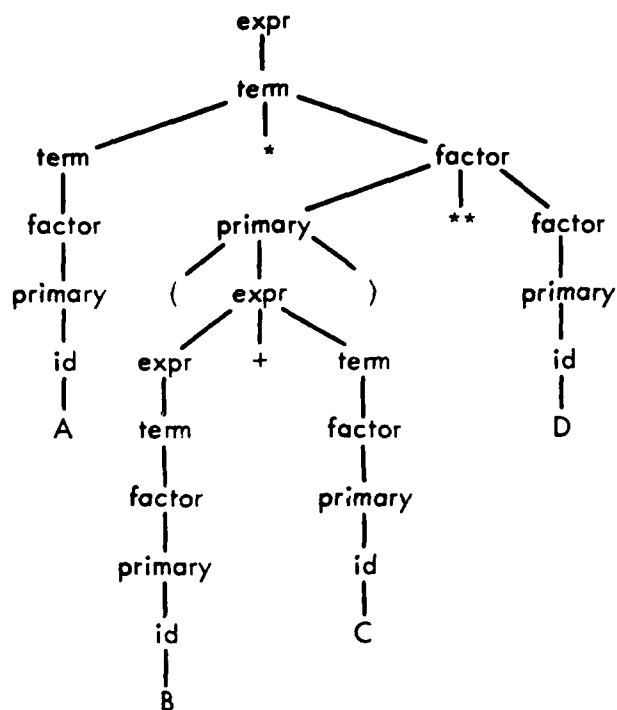 expr
term
term * factor
factor primary ** factor
primary ( expr ) primary
id expr + term id
A term factor D
factor primary
primary id
id C
B